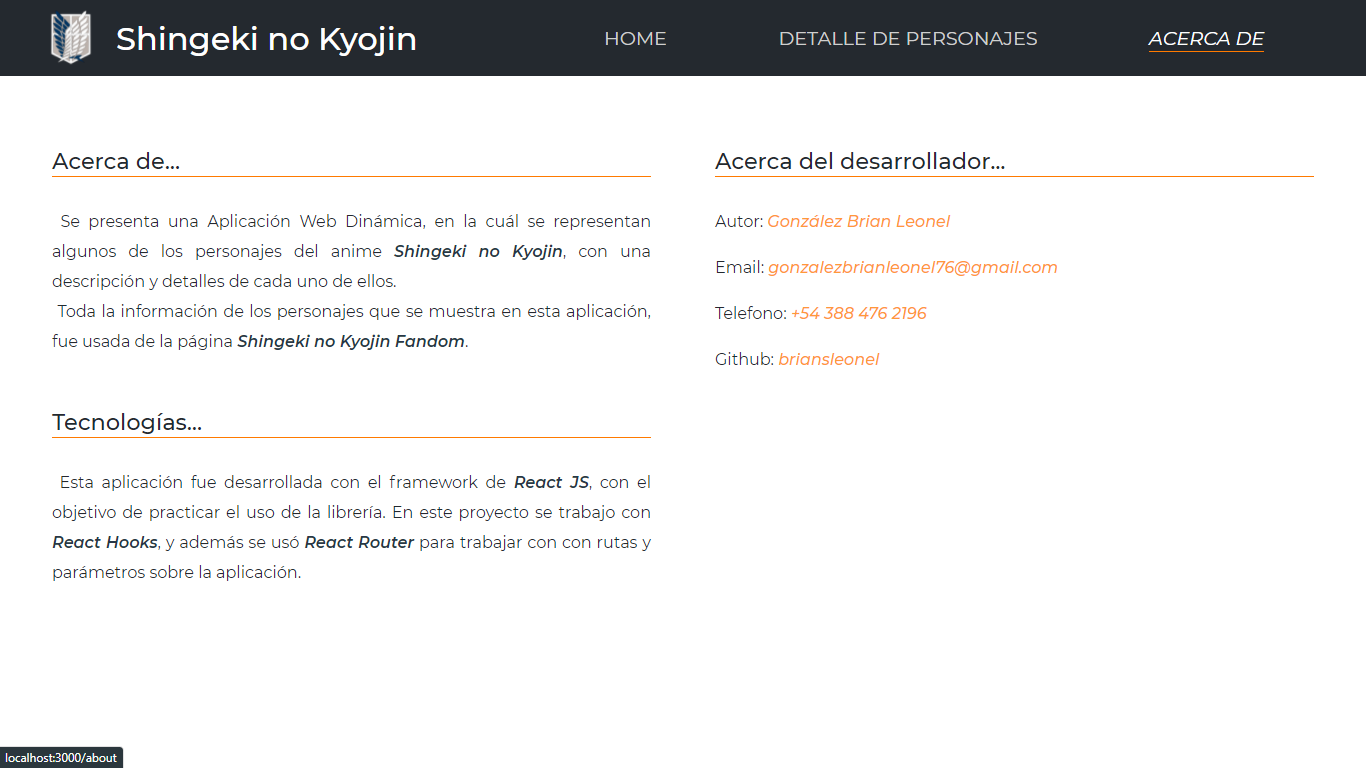 Shingeki no Kyojin
HOME
DETALLE DE PERSONAJES
ACERCA DE
Acerca de...
Se presenta una Aplicación Web Dinámica, en la cuál se representan
algunos de los personajes del anime Shingeki no Kyojin, con una
descripción y detalles de cada uno de ellos.
Toda la información de los personajes que se muestra en esta aplicación,
fue usada de la página Shingeki no Kyojin Fandom.
Tecnologías...
Esta aplicación fue desarrollada con el framework de React JS, con el
objetivo de practicar el uso de la librería. En este proyecto se trabajo con
React Hooks, y además se usó React Router para trabajar con con rutas y
parámetros sobre la aplicación.
Acerca del desarrollador...
Autor: González Brian Leonel
Email: gonzalezbrianleonel76@gmail.com
Telefono: +54 388 476 2196
Github: briansleonel
localhost:3000/about